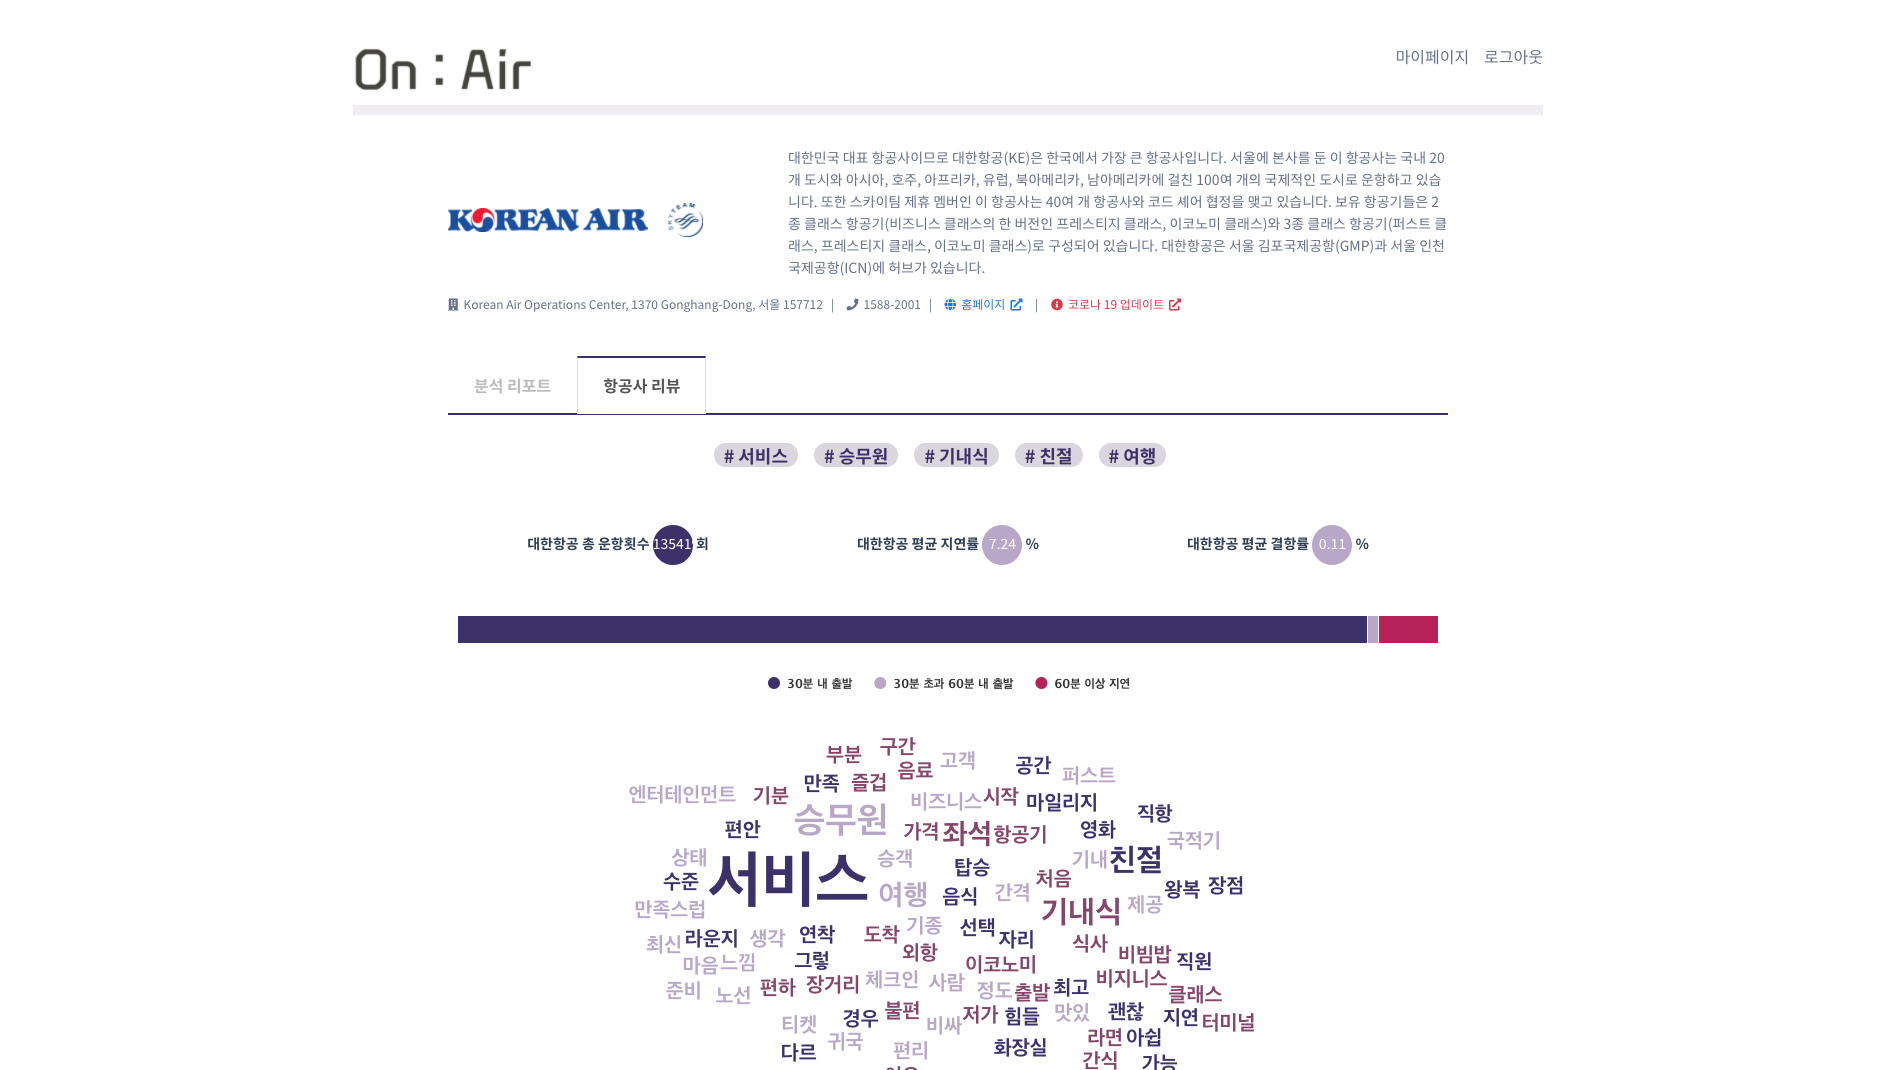 On : Air
마이페이지 로그아웃
대한민국 대표 항공사이므로 대한항공(KE)은 한국에서 가장 큰 항공사입니다. 서울에 본사를 둔 이 항공사는 국내 20
개 도시와 아시아, 호주, 아프리카, 유럽, 북아메리카, 남아메리카에 걸친 100여 개의 국제적인 도시로 운항하고 있습
니다. 또한 스카이팀 제휴 멤버인 이 항공사는 40여 개 항공사와 코드 셰어 협정을 맺고 있습니다. 보유 항공기들은 2
종 클래스 항공기(비즈니스 클래스의 한 버전인 프레스티지 클래스, 이코노미 클래스)와 3종 클래스 항공기(퍼스트 클
래스, 프레스티지 클래스, 이코노미 클래스)로 구성되어 있습니다. 대한항공은 서울 김포국제공항(GMP)과 서울 인천
국제공항(ICN)에 허브가 있습니다.
KOREAN AIR SKYTEAM
Korean Air Operations Center, 1370 Gonghang-Dong, 서울 157712 | 1588-2001 | 홈페이지 | 코로나 19 업데이트
분석 리포트 항공사 리뷰
# 서비스 # 승무원 # 기내식 # 친절 # 여행
대한항공 총 운항횟수 13541 회 대한항공 평균 지연률 7.24 % 대한항공 평균 결항률 0.11 %
30분 내 출발 30분 초과 60분 내 출발 60분 이상 지연
부분 구간 고객 공간
만족 즐겁 음료 퍼스트
엔터테인먼트 기분 비즈니스 시작 마일리지 직항
편안 승무원 가격 좌석 항공기 영화 국적기
상태 승객 탑승 기내 친절
수준 서비스 여행 음식 간격 처음 왕복 장점
만족스럽 기종 선택 기내식 제공
최신 라운지 생각 연착 도착 외항 자리 식사
마음 느낌 그렇 이코노미 비빔밥 직원
준비 노선 편하 장거리 체크인 사람 정도 출발 최고 비지니스 클래스
티켓 경우 불편 비싸 저가 힘들 맛있 괜찮 지연 터미널
다르 귀국 편리 화장실 라면 아쉽
간식 가능